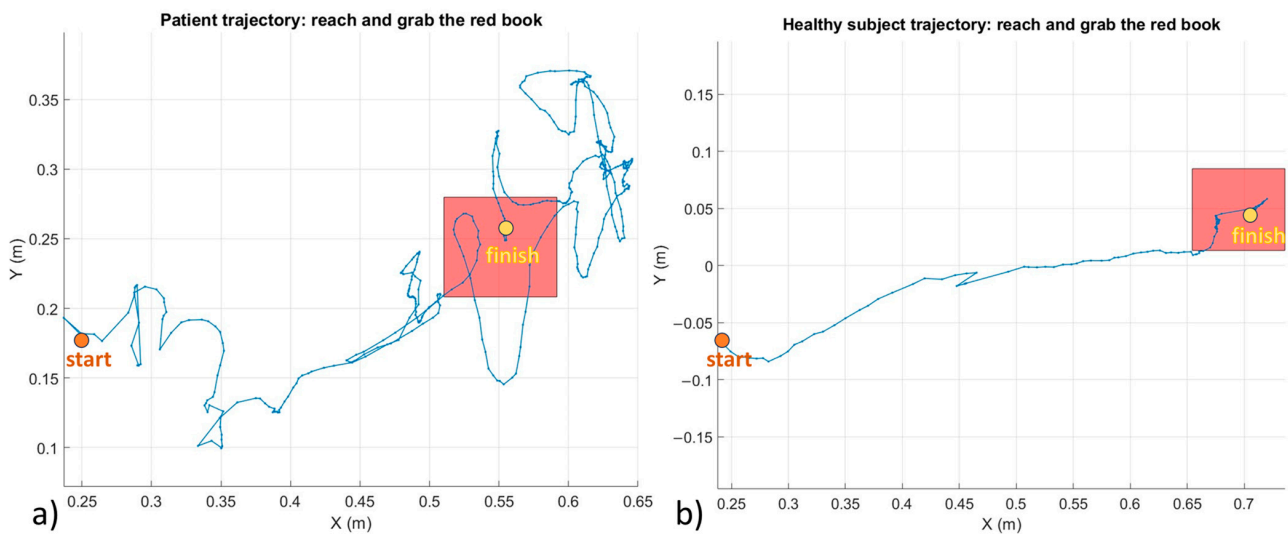 Patient trajectory: reach and grab the red book
0.35
0.3
Y (m)
0.25
0.2
0.15
0.1
start
finish
0.25 0.3 0.35 0.4 0.45 0.5 0.55 0.6 0.65
X (m)
a)
Healthy subject trajectory: reach and grab the red book
0.15
0.1
0.05
Y (m)
0
−0.05
−0.1
−0.15
start
finish
0.25 0.3 0.35 0.4 0.45 0.5 0.55 0.6 0.65 0.7
X (m)
b)